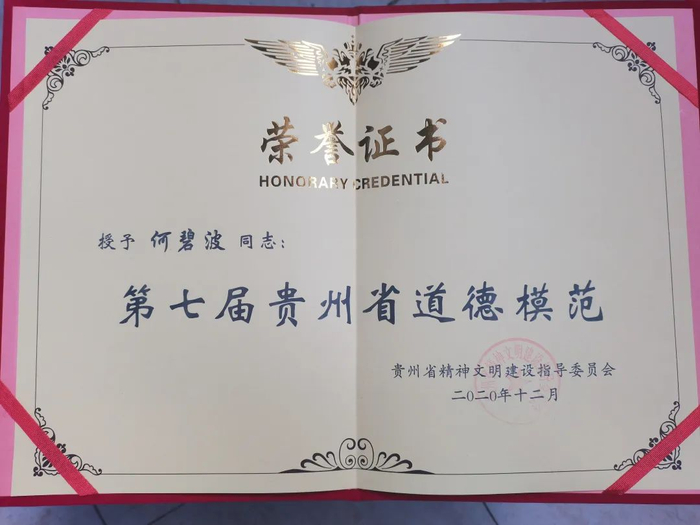 荣誉证书
HONORARY CREDENTIAL
授予 何碧波 同志：
第七届贵州省道德模范
贵州省精神文明建设指导委员会
二〇二〇年十二月